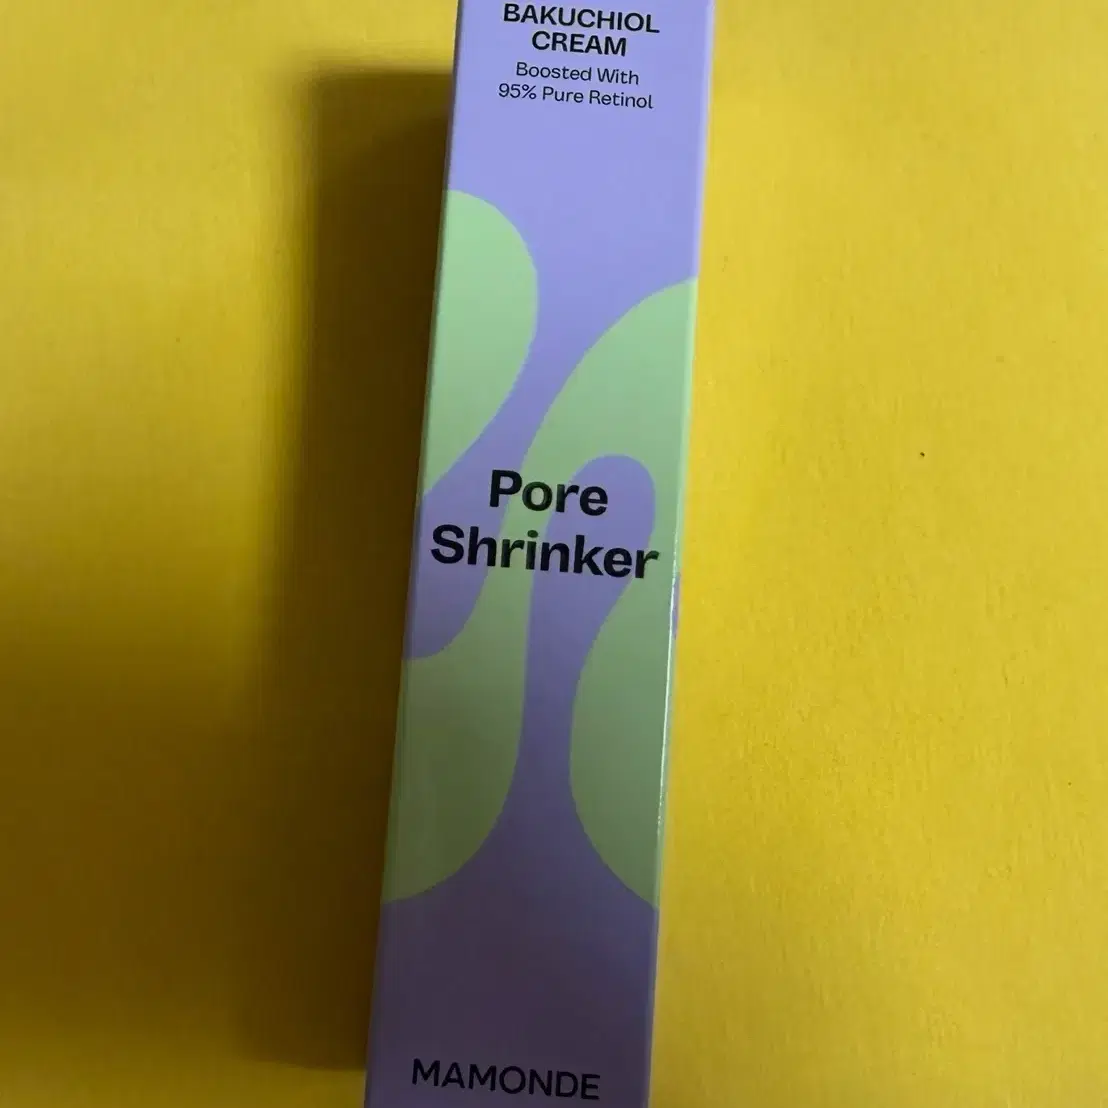 BAKUCHIOL
CREAM
Boosted With
95% Pure Retinol
Pore
Shrinker
MAMONDE